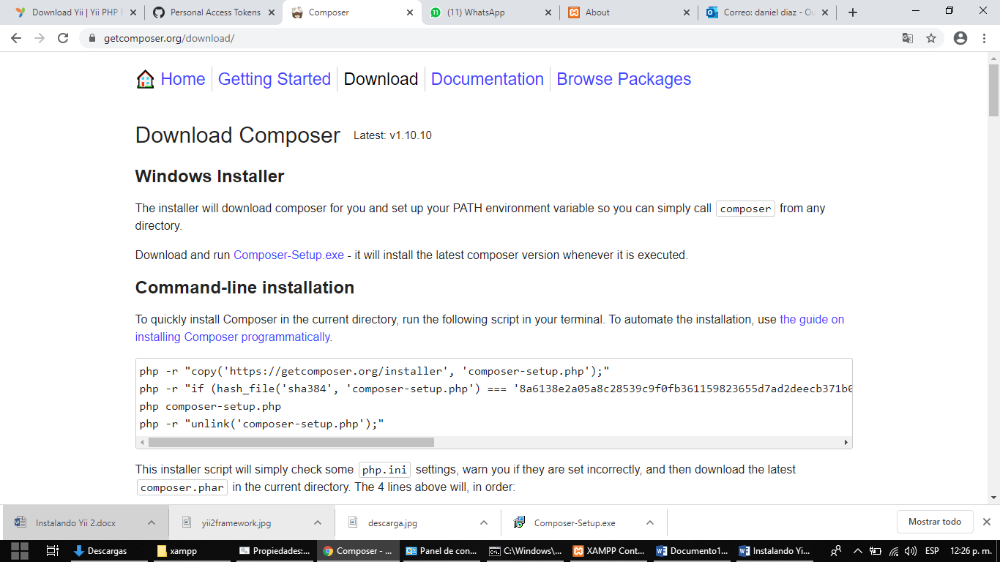 Download Yii | Yii PHP F
Personal Access Tokens
Composer
(11) WhatsApp
About
Correo: daniel diaz - Ou
getcomposer.org/download/
Home
Getting Started
Download
Documentation
Browse Packages
Download Composer Latest: v1.10.10
Windows Installer
The installer will download composer for you and set up your PATH environment variable so you can simply call composer from any
directory.
Download and run Composer-Setup.exe - it will install the latest composer version whenever it is executed.
Command-line installation
To quickly install Composer in the current directory, run the following script in your terminal. To automate the installation, use the guide on
installing Composer programmatically.
php -r "copy('https://getcomposer.org/installer', 'composer-setup.php');"
php -r "if (hash_file('sha384', 'composer-setup.php') === '8a6138e2a05a8c28539c9f0fb361159823655d7ad2deecb371b0
php composer-setup.php
php -r "unlink('composer-setup.php');"
This installer script will simply check some php.ini settings, warn you if they are set incorrectly, and then download the latest
composer.phar in the current directory. The 4 lines above will, in order:
Instalando Yii 2.docx
yii2framework.jpg
descarga.jpg
Composer-Setup.exe
Mostrar todo
Descargas
xampp
Propiedades:...
Composer - ...
Panel de con...
C:\Windows\...
XAMPP Cont...
Documento1...
Instalando Yi...
ESP
12:26 p. m.